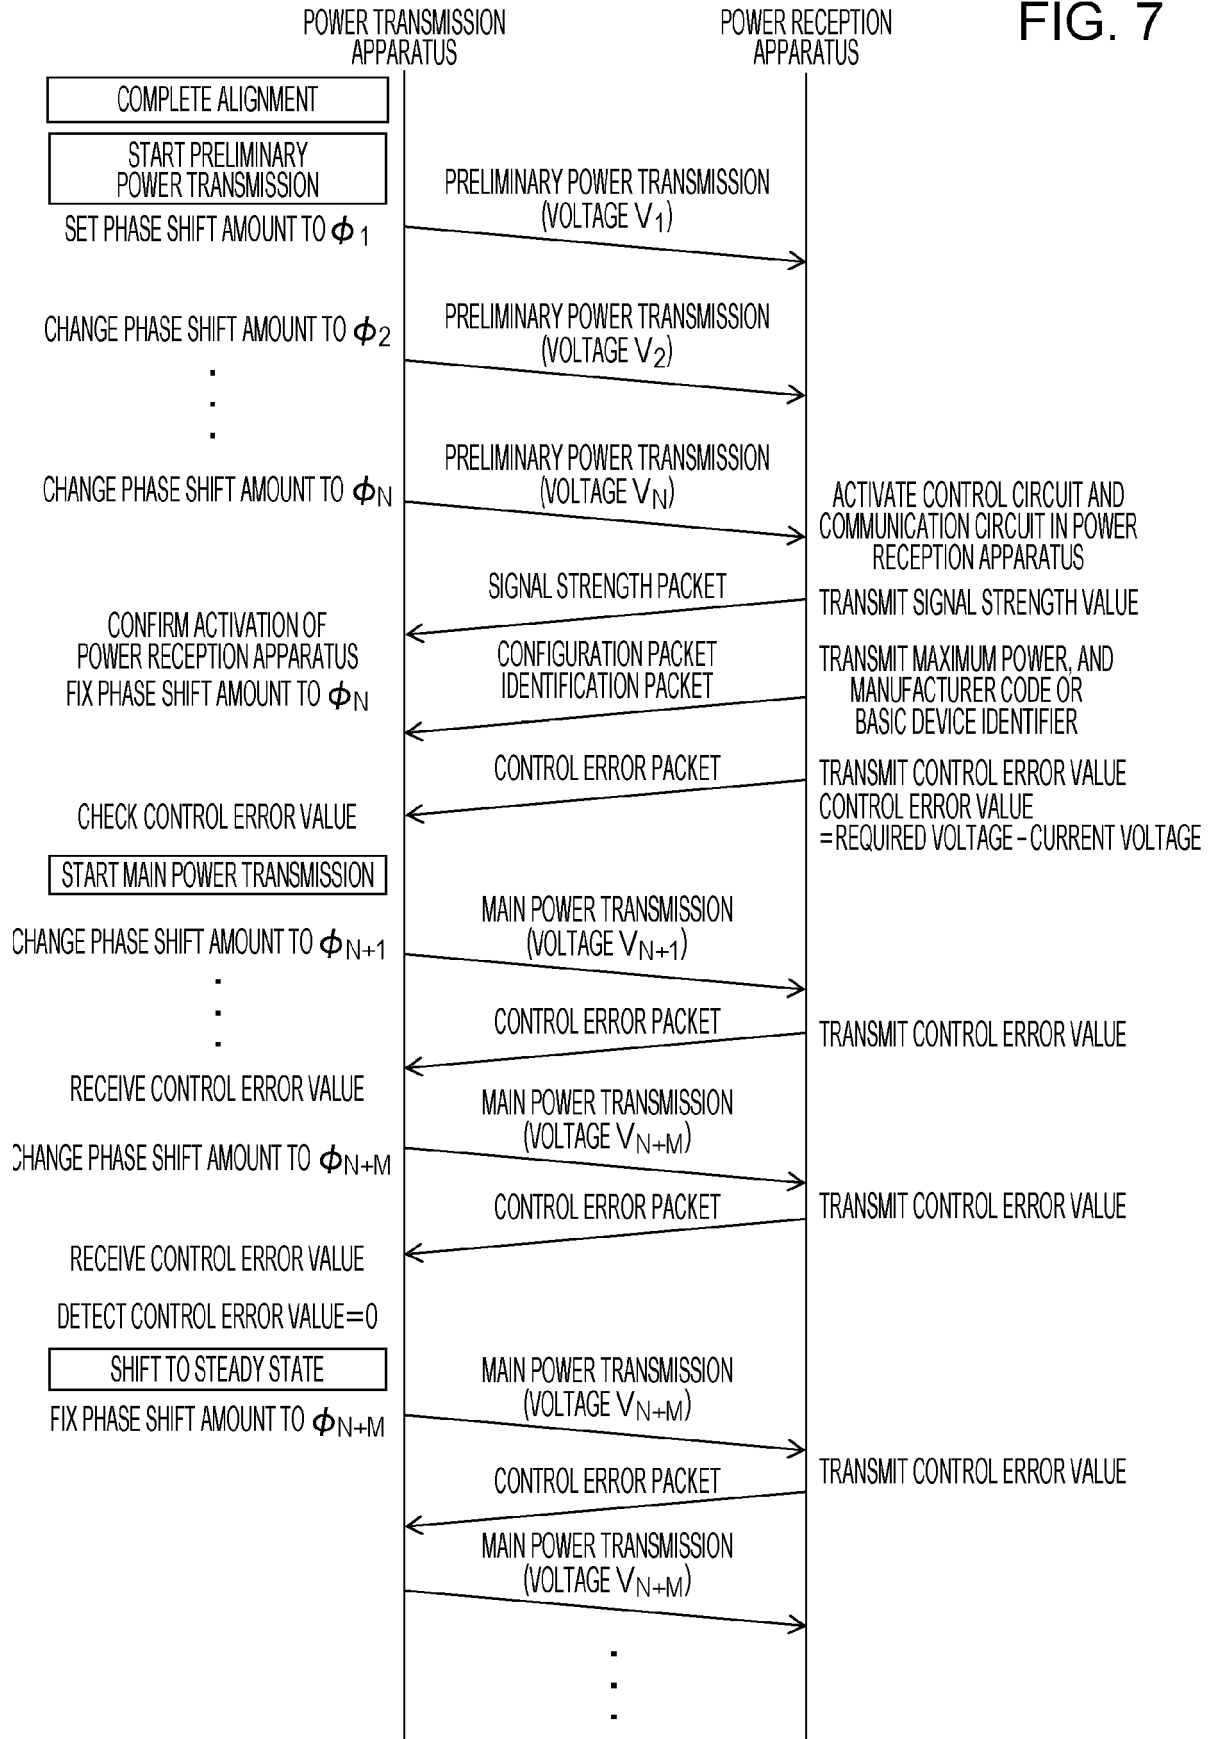 FIG. 7
POWER TRANSMISSION
APPARATUS
POWER RECEPTION
APPARATUS
COMPLETE ALIGNMENT
START PRELIMINARY
POWER TRANSMISSION
PRELIMINARY POWER TRANSMISSION
(VOLTAGE V1)
SET PHASE SHIFT AMOUNT TO ϕ1
PRELIMINARY POWER TRANSMISSION
(VOLTAGE V2)
CHANGE PHASE SHIFT AMOUNT TO ϕ2
PRELIMINARY POWER TRANSMISSION
(VOLTAGE VN)
CHANGE PHASE SHIFT AMOUNT TO ϕN
ACTIVATE CONTROL CIRCUIT AND
COMMUNICATION CIRCUIT IN POWER
RECEPTION APPARATUS
SIGNAL STRENGTH PACKET
TRANSMIT SIGNAL STRENGTH VALUE
CONFIRM ACTIVATION OF
POWER RECEPTION APPARATUS
FIX PHASE SHIFT AMOUNT TO ϕN
CONFIGURATION PACKET
IDENTIFICATION PACKET
TRANSMIT MAXIMUM POWER, AND
MANUFACTURER CODE OR
BASIC DEVICE IDENTIFIER
CONTROL ERROR PACKET
TRANSMIT CONTROL ERROR VALUE
CONTROL ERROR VALUE
=REQUIRED VOLTAGE–CURRENT VOLTAGE
CHECK CONTROL ERROR VALUE
START MAIN POWER TRANSMISSION
MAIN POWER TRANSMISSION
(VOLTAGE VN+1)
CHANGE PHASE SHIFT AMOUNT TO ϕN+1
CONTROL ERROR PACKET
TRANSMIT CONTROL ERROR VALUE
RECEIVE CONTROL ERROR VALUE
MAIN POWER TRANSMISSION
(VOLTAGE VN+M)
CHANGE PHASE SHIFT AMOUNT TO ϕN+M
CONTROL ERROR PACKET
TRANSMIT CONTROL ERROR VALUE
RECEIVE CONTROL ERROR VALUE
DETECT CONTROL ERROR VALUE=0
SHIFT TO STEADY STATE
MAIN POWER TRANSMISSION
(VOLTAGE VN+M)
FIX PHASE SHIFT AMOUNT TO ϕN+M
CONTROL ERROR PACKET
TRANSMIT CONTROL ERROR VALUE
MAIN POWER TRANSMISSION
(VOLTAGE VN+M)